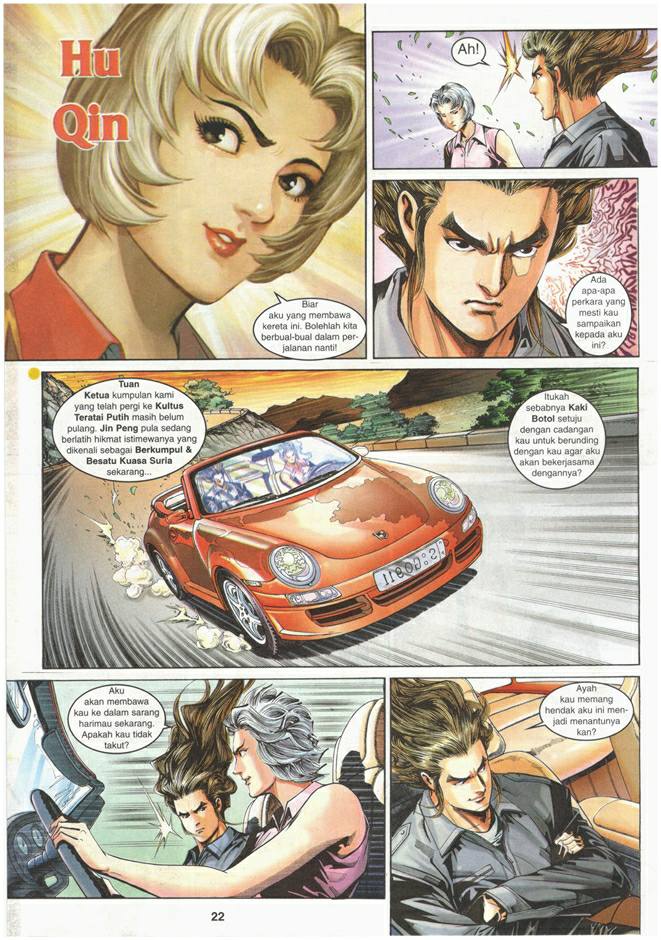 Hu
Qin
Biar
aku yang membawa
kereta ini. Bolehlah kita
berbual-bual dalam per-
jalanan nanti!
Ah!
Ada
apa-apa
perkara yang
mesti kau
sampaikan
kepada aku
ini?
Tuan
Ketua kumpulan kami
yang telah pergi ke Kultus
Teratai Putih masih belum
pulang. Jin Peng pula sedang
berlatih hikmat istimewanya yang
dikenali sebagai Berkumpul &
Besatu Kuasa Suria
sekarang...
Itukah
sebabnya Kaki
Botol setuju
dengan cadangan
kau untuk berunding
dengan kau agar aku
akan bekerjasama
dengannya?
Aku
akan membawa
kau ke dalam sarang
harimau sekarang.
Apakah kau tidak
takut?
Ayah
kau memang
hendak aku ini men-
jadi menantunya
kan?
22